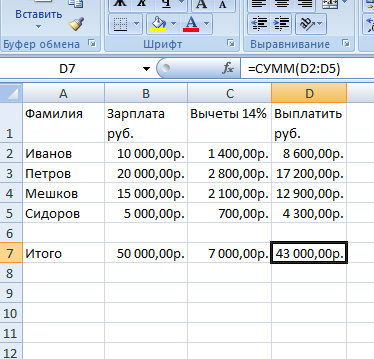 Буфер обмена Шрифт Выравнивание
D7 fx =СУММ(D2:D5)
A B C D
Фамилия Зарплата Вычеты 14% Выплатить
1 руб. руб.
2 Иванов 10 000,00р. 1 400,00р. 8 600,00р.
3 Петров 20 000,00р. 2 800,00р. 17 200,00р.
4 Мешков 15 000,00р. 2 100,00р. 12 900,00р.
5 Сидоров 5 000,00р. 700,00р. 4 300,00р.
6
7 Итого 50 000,00р. 7 000,00р. 43 000,00р.
8
9
10
11
12